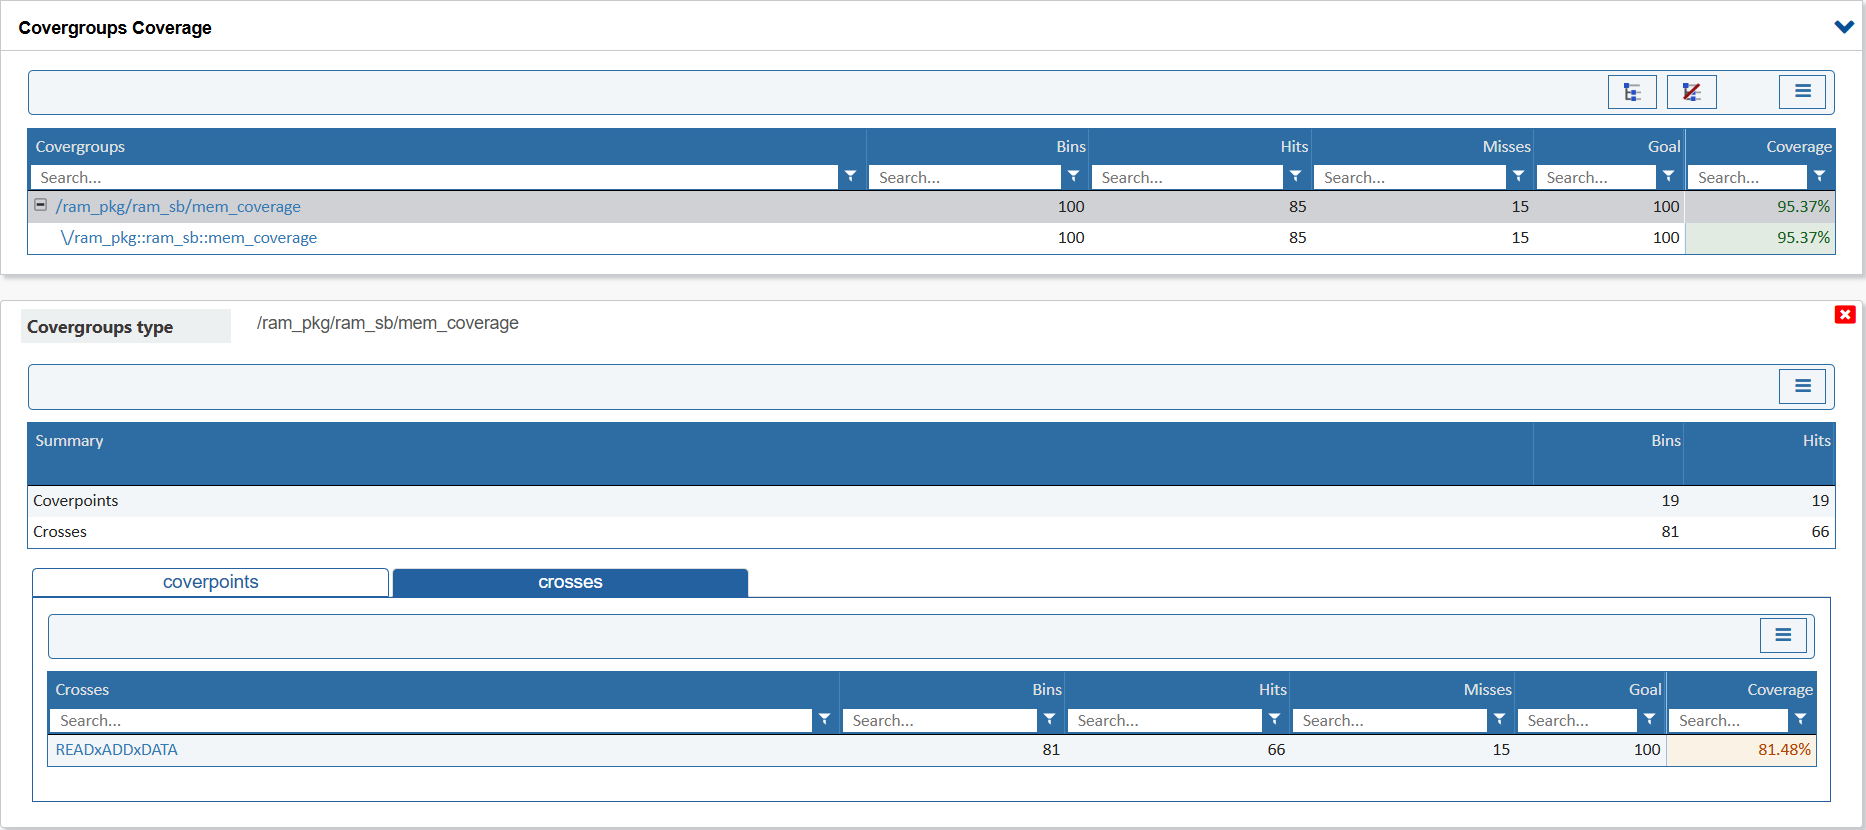 Covergroups Coverage
Covergroups Bins Hits Misses Goal Coverage
Search... Search... Search... Search... Search... Search...
/ram_pkg/ram_sb/mem_coverage 100 85 15 100 95.37%
\/ram_pkg::ram_sb::mem_coverage 100 85 15 100 95.37%
Covergroups type /ram_pkg/ram_sb/mem_coverage
Summary Bins Hits
Coverpoints 19 19
Crosses 81 66
coverpoints crosses
Crosses Bins Hits Misses Goal Coverage
Search... Search... Search... Search... Search... Search...
READxADDxDATA 81 66 15 100 81.48%